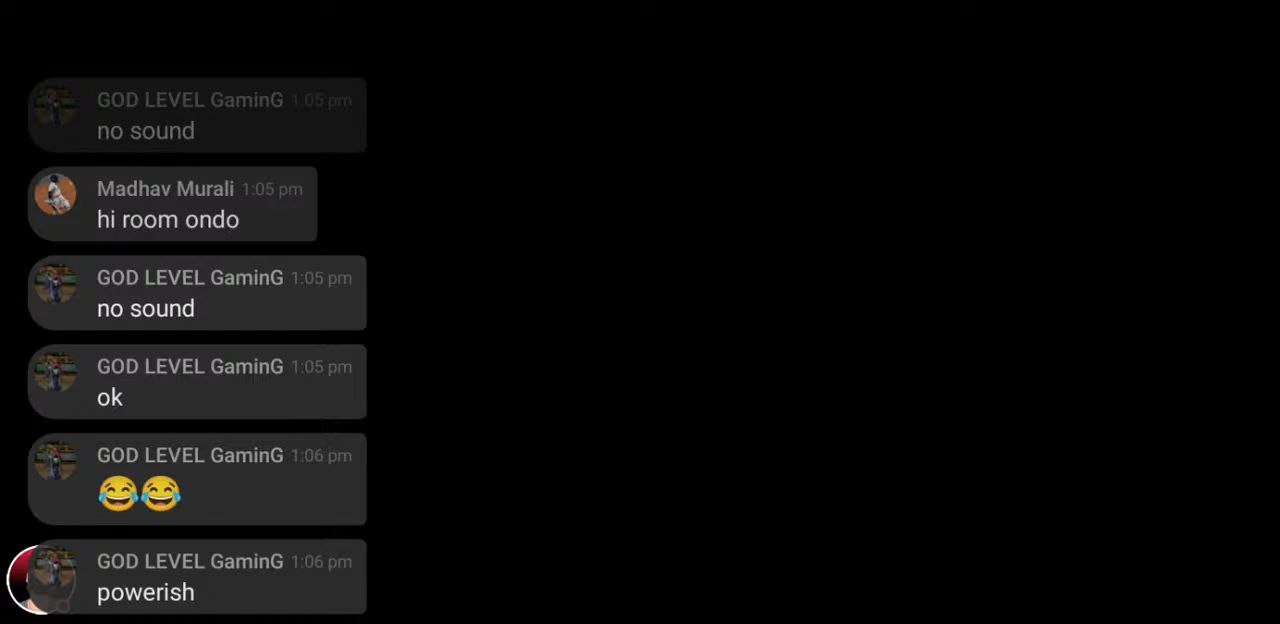 GOD LEVEL GaminG 1:05 pm
no sound
Madhav Murali 1:05 pm
hi room ondo
GOD LEVEL GaminG 1:05 pm
no sound
GOD LEVEL GaminG 1:05 pm
ok
GOD LEVEL GaminG 1:06 pm
😂😂
GOD LEVEL GaminG 1:06 pm
powerish